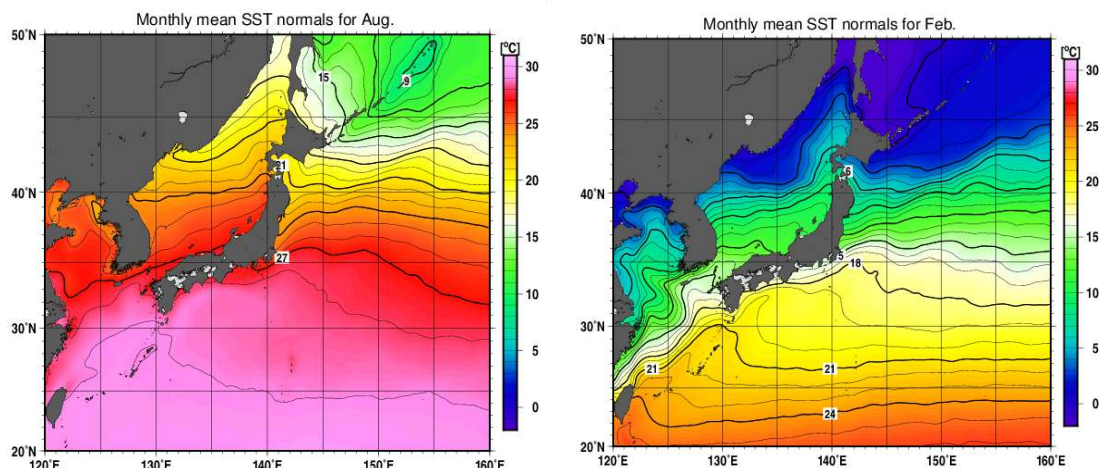 Monthly mean SST normals for Aug.
50˚N
40˚N
30˚N
20˚N
120˚E
130˚E
140˚E
150˚E
160˚E
15
9
21
27
[°C]
30
25
20
15
10
5
0
Monthly mean SST normals for Feb.
50˚N
40˚N
30˚N
20˚N
120˚E
130˚E
140˚E
150˚E
160˚E
6
18
21
21
24
[°C]
30
25
20
15
10
5
0